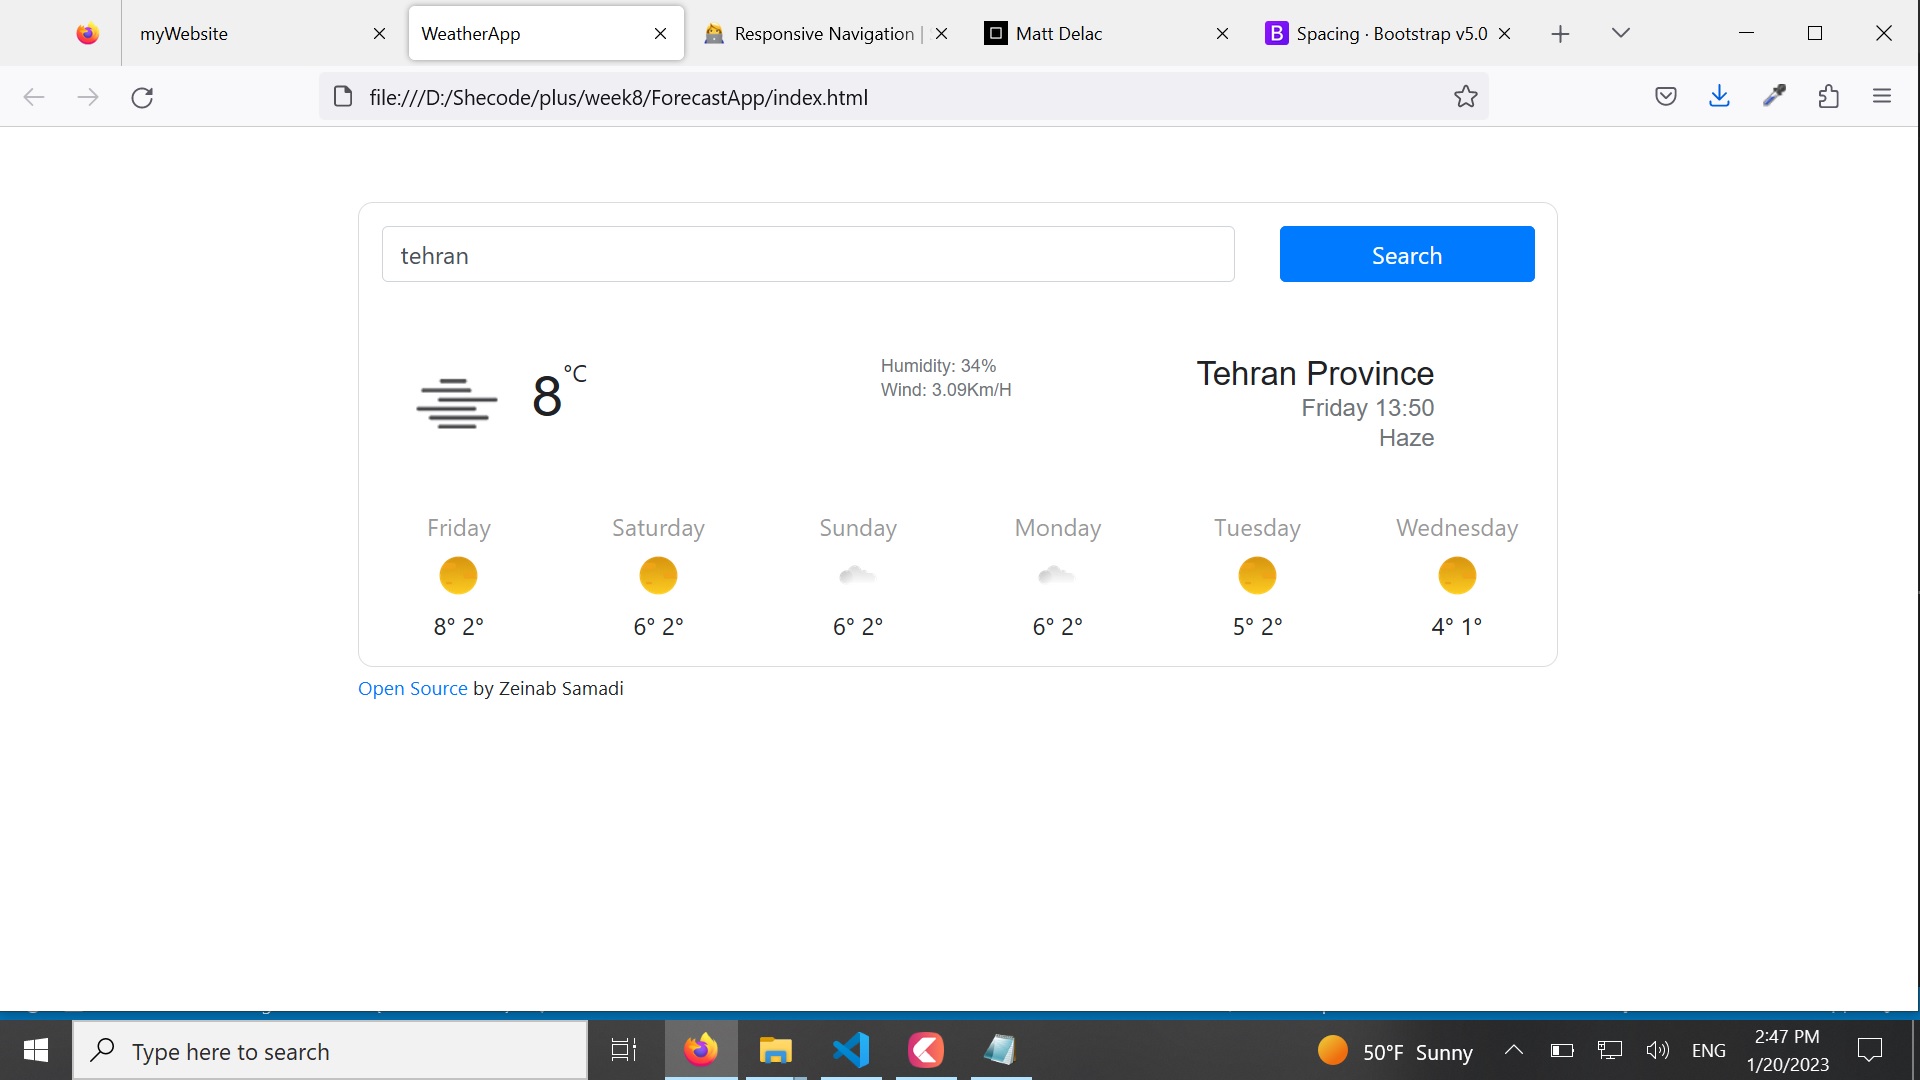 myWebsite
WeatherApp
Responsive Navigation |
Matt Delac
B Spacing · Bootstrap v5.0
file:///D:/Shecode/plus/week8/ForecastApp/index.html
tehran
Search
8 °C
Humidity: 34%
Wind: 3.09Km/H
Tehran Province
Friday 13:50
Haze
Friday Saturday Sunday Monday Tuesday Wednesday
8° 2° 6° 2° 6° 2° 6° 2° 5° 2° 4° 1°
Open Source by Zeinab Samadi
Type here to search
50°F Sunny
ENG
2:47 PM
1/20/2023